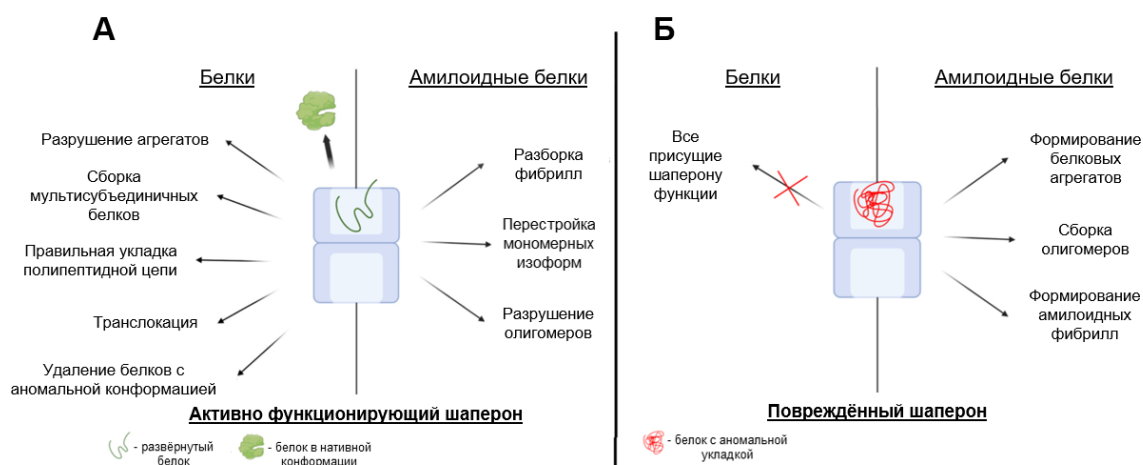 А
Белки
Амилоидные белки
Разрушение агрегатов
Сборка
мультисубъединичных
белков
Правильная укладка
полипептидной цепи
Транслокация
Удаление белков с
аномальной конформацией
Разборка
фибрилл
Перестройка
мономерных
изоформ
Разрушение
олигомеров
Активно функционирующий шаперон
- развёрнутый
белок
- белок в нативной
конформации
Б
Белки
Амилоидные белки
Все
присущие
шаперону
функции
Формирование
белковых
агрегатов
Сборка
олигомеров
Формирование
амилоидных
фибрилл
Повреждённый шаперон
- белок с аномальной
укладкой